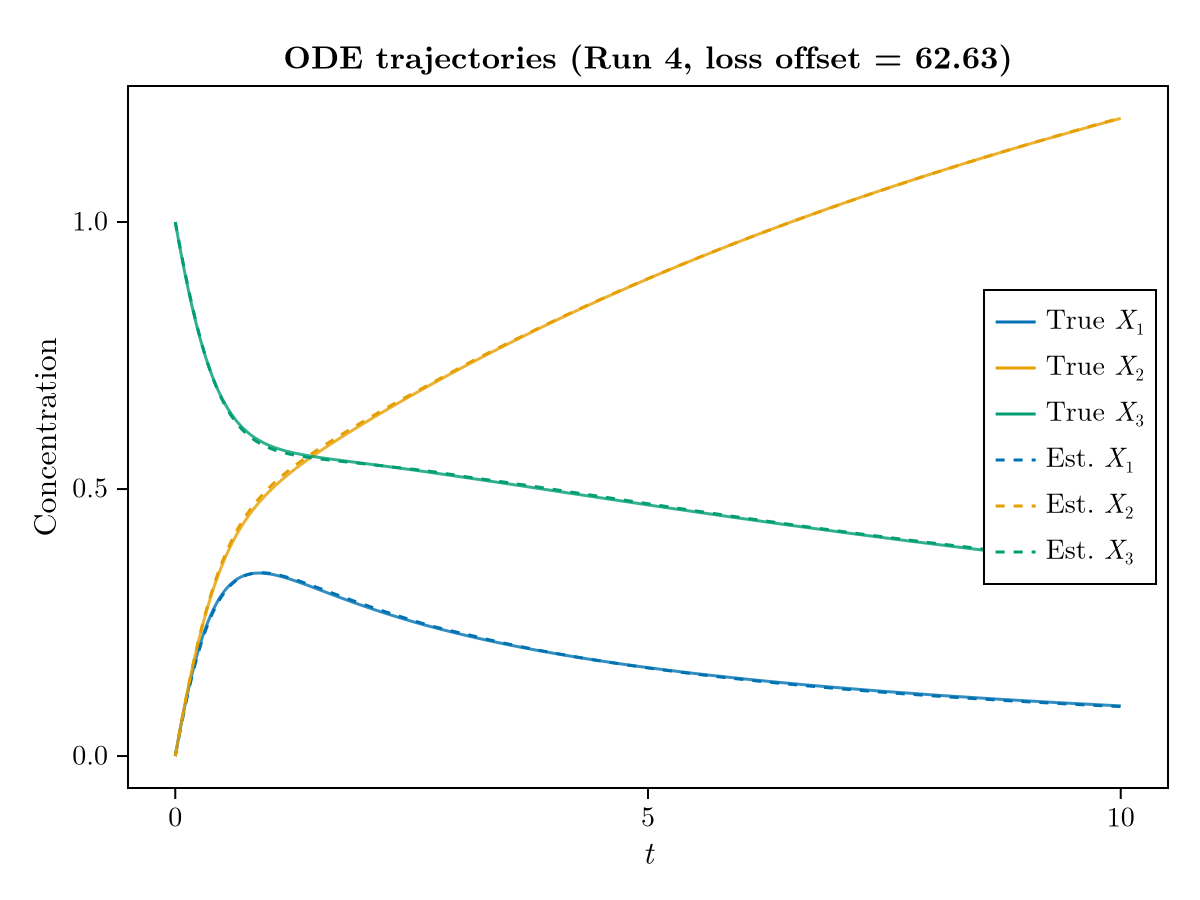 ODE trajectories (Run 4, loss offset = 62.63)
Concentration
1.0
0.5
0.0
True X₁
True X₂
True X₃
Est. X₁
Est. X₂
Est. X₃
0 5 10
t